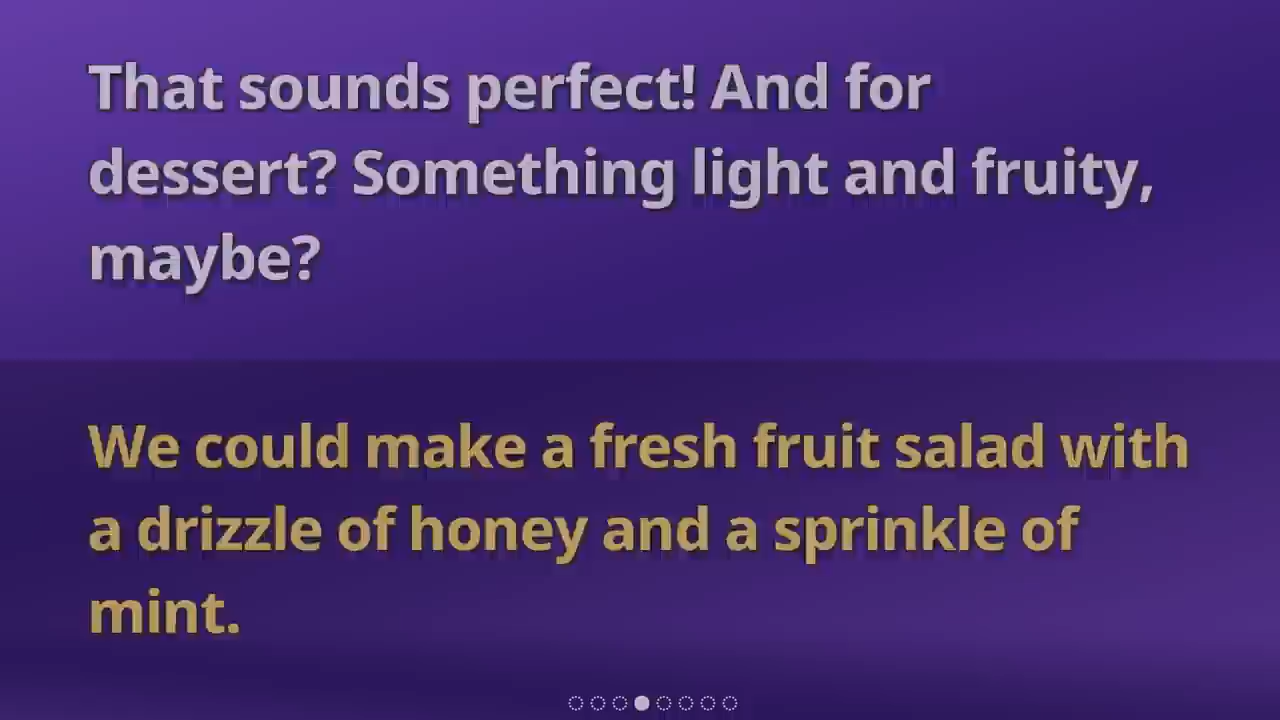 That sounds perfect! And for
dessert? Something light and fruity,
maybe?
We could make a fresh fruit salad with
a drizzle of honey and a sprinkle of
mint.